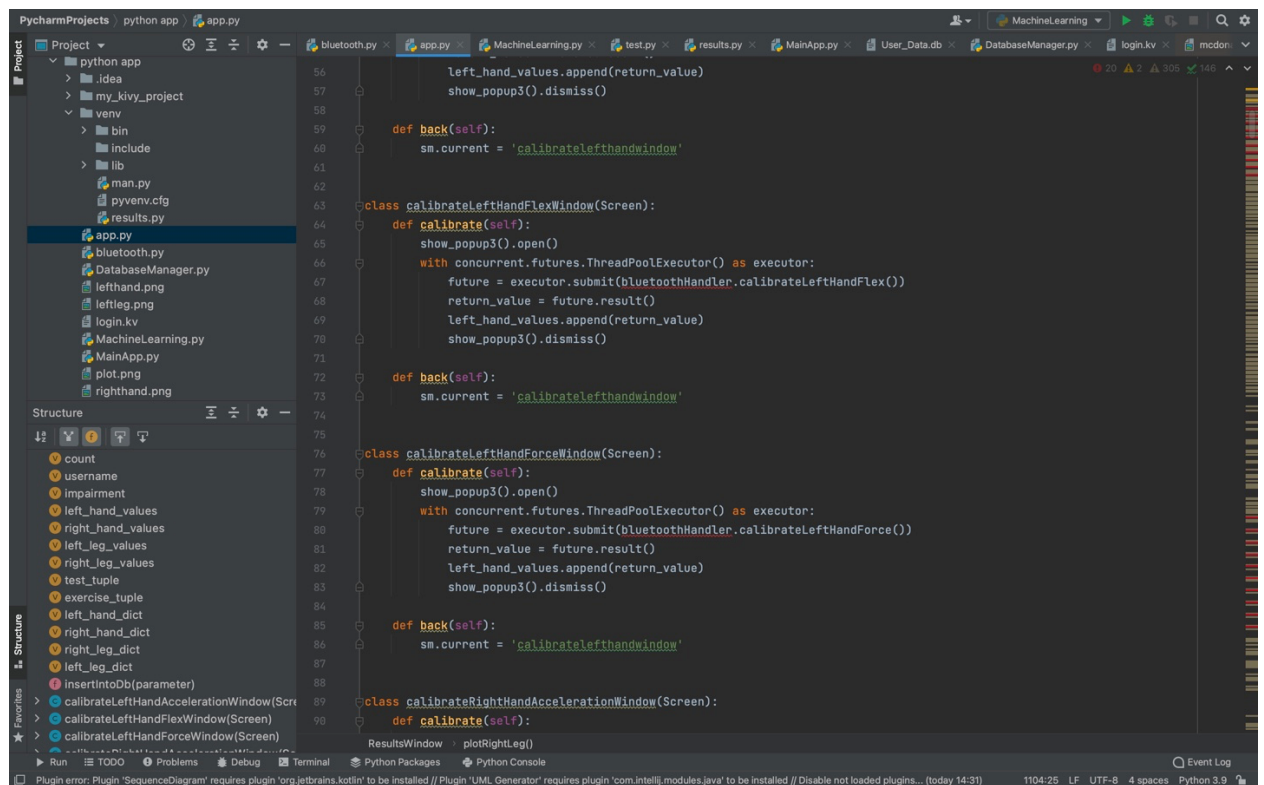 PycharmProjects python app app.py
MachineLearning
Project
bluetooth.py app.py MachineLearning.py test.py results.py MainApp.py User_Data.db DatabaseManager.py login.kv mcdon
python app
.idea
my_kivy_project
venv
bin
include
lib
man.py
pyvenv.cfg
results.py
app.py
bluetooth.py
DatabaseManager.py
lefthand.png
leftleg.png
login.kv
MachineLearning.py
MainApp.py
plot.png
righthand.png
Structure
count
username
impairment
left_hand_values
right_hand_values
left_leg_values
right_leg_values
test_tuple
exercise_tuple
left_hand_dict
right_hand_dict
right_leg_dict
left_leg_dict
insertIntoDb(parameter)
calibrateLeftHandAccelerationWindow(Scre
calibrateLeftHandFlexWindow(Screen)
calibrateLeftHandForceWindow(Screen)
Project
Structure
Favorites
20 2 305 146
56 left_hand_values.append(return_value)
57 show_popup3().dismiss()
58
59 def back(self):
60 sm.current = 'calibratelefthandwindow'
61
62
63 class calibrateLeftHandFlexWindow(Screen):
64 def calibrate(self):
65 show_popup3().open()
66 with concurrent.futures.ThreadPoolExecutor() as executor:
67 future = executor.submit(bluetoothHandler.calibrateLeftHandFlex())
68 return_value = future.result()
69 left_hand_values.append(return_value)
70 show_popup3().dismiss()
71
72 def back(self):
73 sm.current = 'calibratelefthandwindow'
74
75
76 class calibrateLeftHandForceWindow(Screen):
77 def calibrate(self):
78 show_popup3().open()
79 with concurrent.futures.ThreadPoolExecutor() as executor:
80 future = executor.submit(bluetoothHandler.calibrateLeftHandForce())
81 return_value = future.result()
82 left_hand_values.append(return_value)
83 show_popup3().dismiss()
84
85 def back(self):
86 sm.current = 'calibratelefthandwindow'
87
88
89 class calibrateRightHandAccelerationWindow(Screen):
90 def calibrate(self):
ResultsWindow plotRightLeg()
Run TODO Problems Debug Terminal Python Packages Python Console Event Log
Plugin error: Plugin 'SequenceDiagram' requires plugin 'org.jetbrains.kotlin' to be installed // Plugin 'UML Generator' requires plugin 'com.intellij.modules.java' to be installed // Disable not loaded plugins... (today 14:31) 1104:25 LF UTF-8 4 spaces Python 3.9